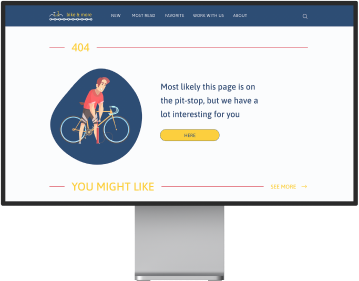 bike & more NEW MOST READ FAVORITE WORK WITH US ABOUT
404
Most likely this page is on
the pit-stop, but we have a
lot interesting for you
HERE
YOU MIGHT LIKE SEE MORE